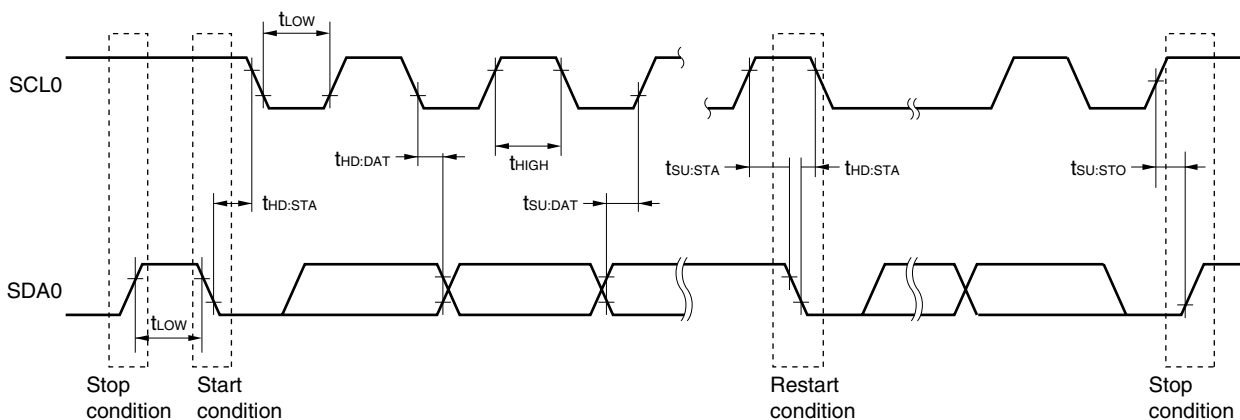 tLOW
SCL0
tHD:DAT
tHIGH
tSU:STA
tHD:STA
tSU:STO
tHD:STA
tSU:DAT
SDA0
tLOW
Stop
condition
Start
condition
Restart
condition
Stop
condition